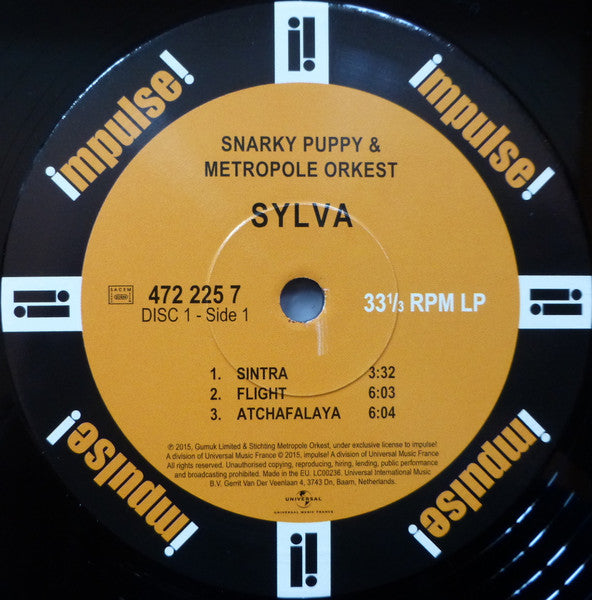 impulse!
impulse!
SNARKY PUPPY &
METROPOLE ORKEST
SYLVA
SACEM
472 225 7
DISC 1 - Side 1
33⅓ RPM LP
1. SINTRA 3:32
2. FLIGHT 6:03
3. ATCHAFALAYA 6:04
℗ 2015, Gumuk Limited & Stichting Metropole Orkest, under exclusive license to impulse!
A division of Universal Music France © 2015, impulse! A division of Universal Music France
All rights reserved. Unauthorised copying, reproducing, hiring, lending, public performance
and broadcasting prohibited. Made in the EU. LC00236. Universal International Music
B.V. Gerrit Van Der Veenlaan 4, 3743 Dn, Baarn, Netherlands.
UNIVERSAL
UNIVERSAL MUSIC FRANCE
impulse!
impulse!